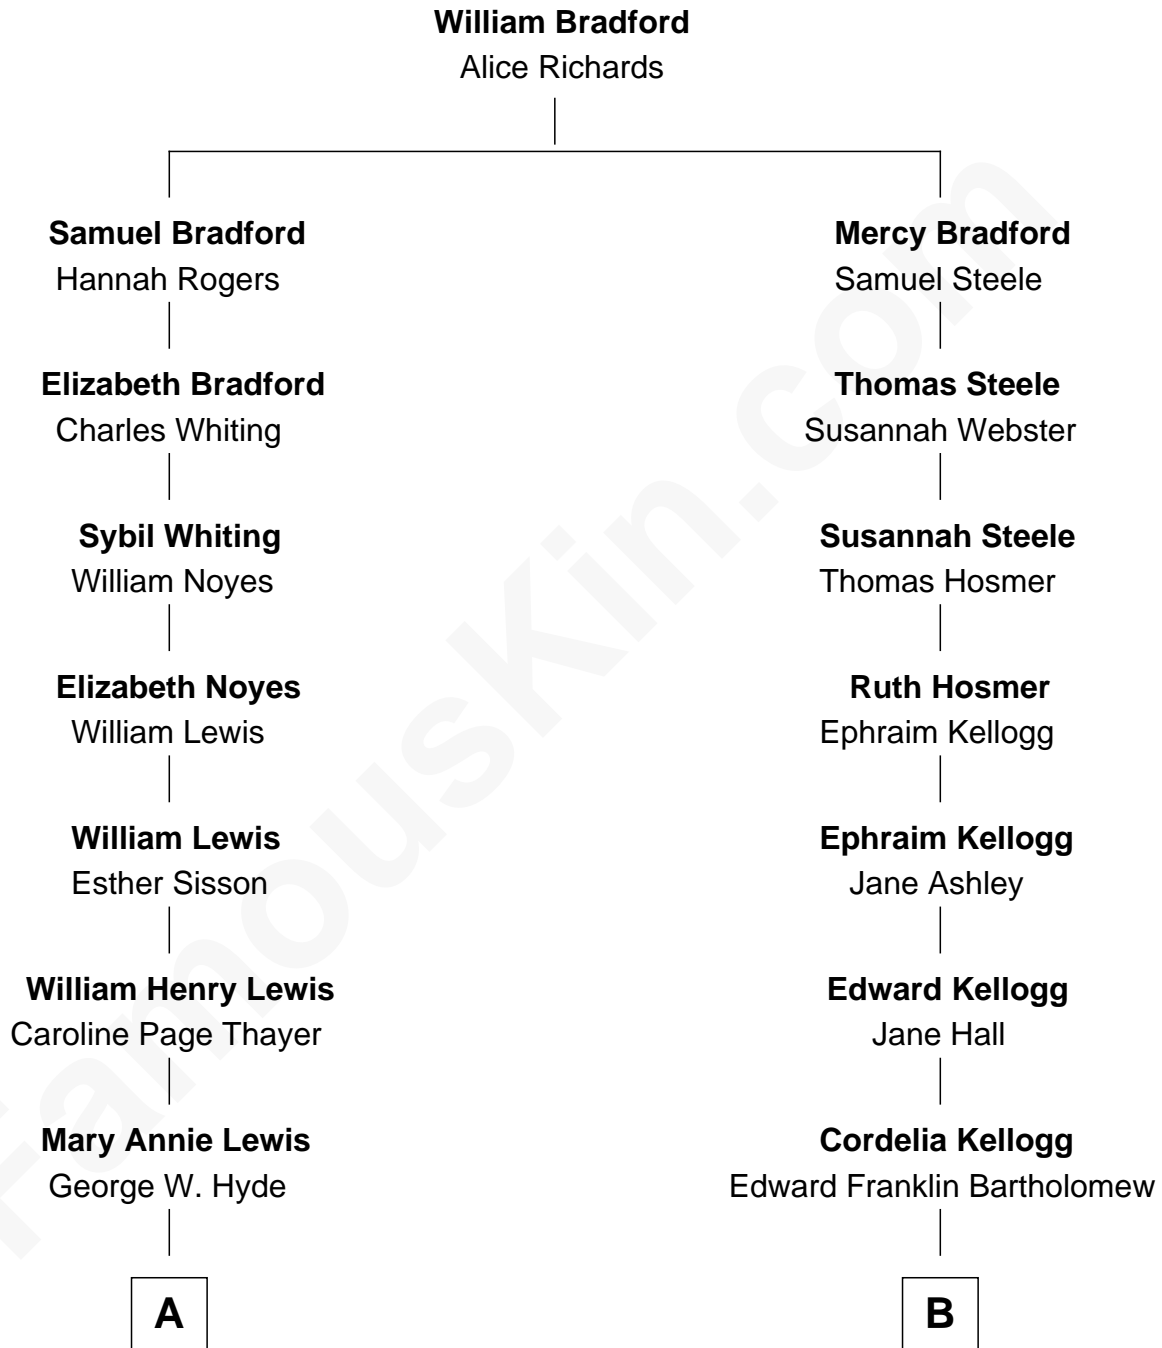 William Bradford
Alice Richards
Samuel Bradford
Hannah Rogers
Mercy Bradford
Samuel Steele
Elizabeth Bradford
Charles Whiting
Thomas Steele
Susannah Webster
Sybil Whiting
William Noyes
Susannah Steele
Thomas Hosmer
Elizabeth Noyes
William Lewis
Ruth Hosmer
Ephraim Kellogg
William Lewis
Esther Sisson
Ephraim Kellogg
Jane Ashley
William Henry Lewis
Caroline Page Thayer
Edward Kellogg
Jane Hall
Mary Annie Lewis
George W. Hyde
Cordelia Kellogg
Edward Franklin Bartholomew
A
B
FamousKin.com